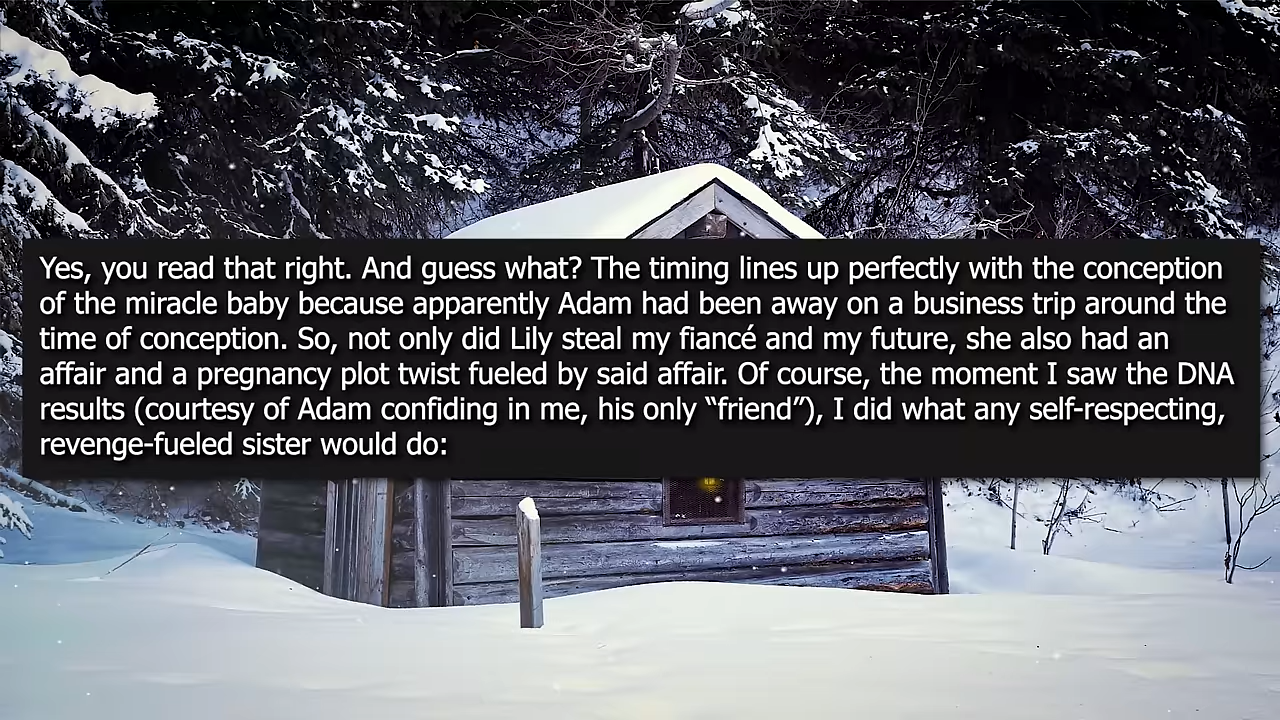 Yes, you read that right. And guess what? The timing lines up perfectly with the conception
of the miracle baby because apparently Adam had been away on a business trip around the
time of conception. So, not only did Lily steal my fiancé and my future, she also had an
affair and a pregnancy plot twist fueled by said affair. Of course, the moment I saw the DNA
results (courtesy of Adam confiding in me, his only “friend”), I did what any self-respecting,
revenge-fueled sister would do: